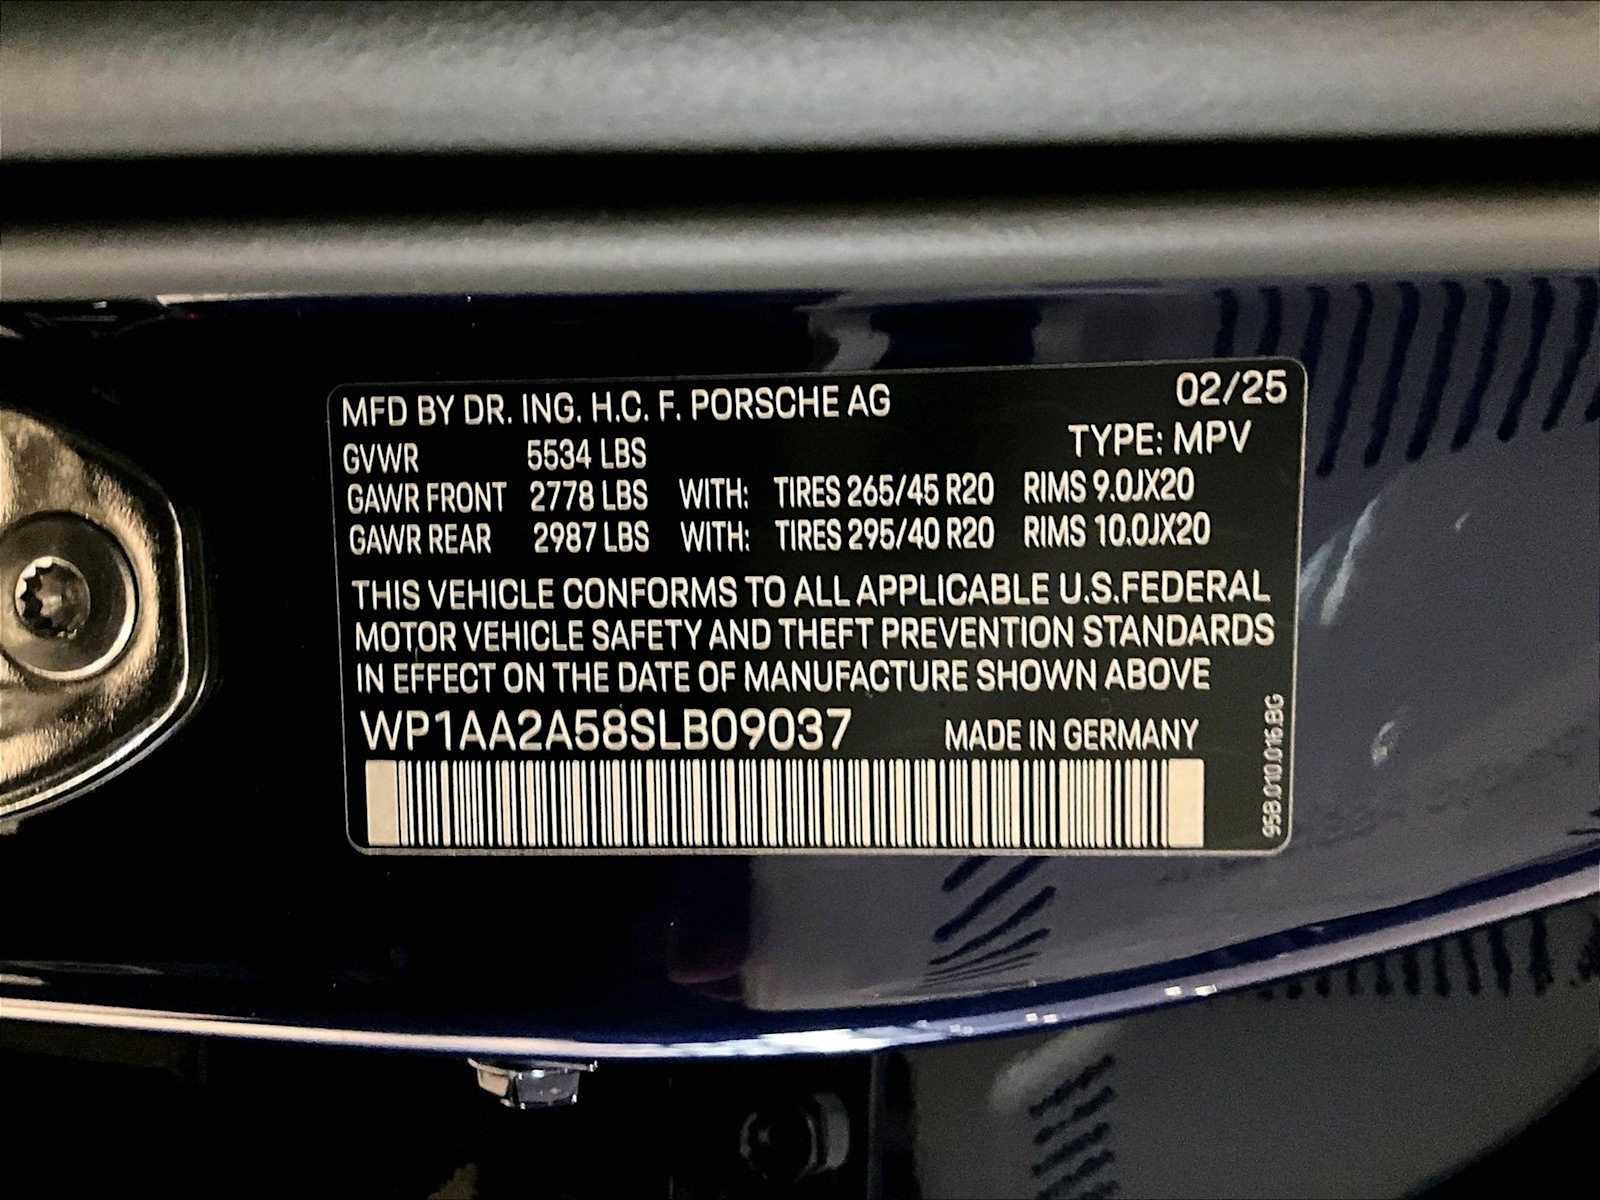 MFD BY DR. ING. H.C. F. PORSCHE AG 02/25
TYPE: MPV
GVWR 5534 LBS
GAWR FRONT 2778 LBS WITH: TIRES 265/45 R20 RIMS 9.0JX20
GAWR REAR 2987 LBS WITH: TIRES 295/40 R20 RIMS 10.0JX20
THIS VEHICLE CONFORMS TO ALL APPLICABLE U.S.FEDERAL
MOTOR VEHICLE SAFETY AND THEFT PREVENTION STANDARDS
IN EFFECT ON THE DATE OF MANUFACTURE SHOWN ABOVE
WP1AA2A58SLB09037 MADE IN GERMANY
95B.010.016.BG